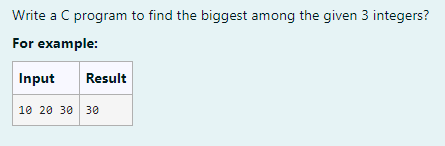 Write a C program to find the biggest among the given 3 integers?
For example:
Input Result
10 20 30 30